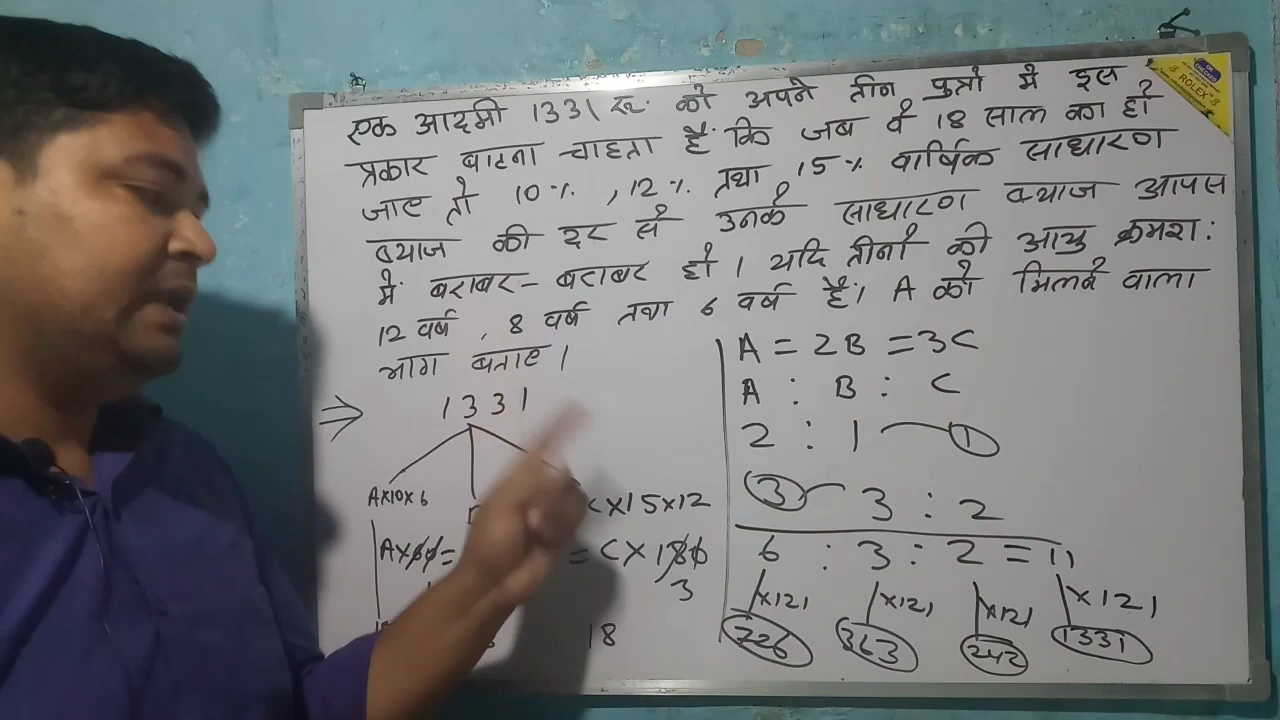 एक आदमी 1331 रू. को अपने तीन पुत्रो में इस
प्रकार बाटना चाहता है कि जब वे 18 साल का हो
जाए तो 10% , 12% तथा 15% वार्षिक साधारण
ब्याज की दर से उनके साधारण ब्याज आपस
में बराबर-बराबर हो । यदि तीनों की आयु क्रमश:
12 वर्ष , 8 वर्ष तथा 6 वर्ष है। A को मिलने वाला
भाग बताए ।
⇒ 1331
A×10×6 C×15×12
A×60= = C×180
3
18
A = 2B = 3C
A : B : C
2 : 1 1
3 3 : 2
6 : 3 : 2 = 11
×121 ×121 ×121 ×121
726 363 242 1331
ROLEX